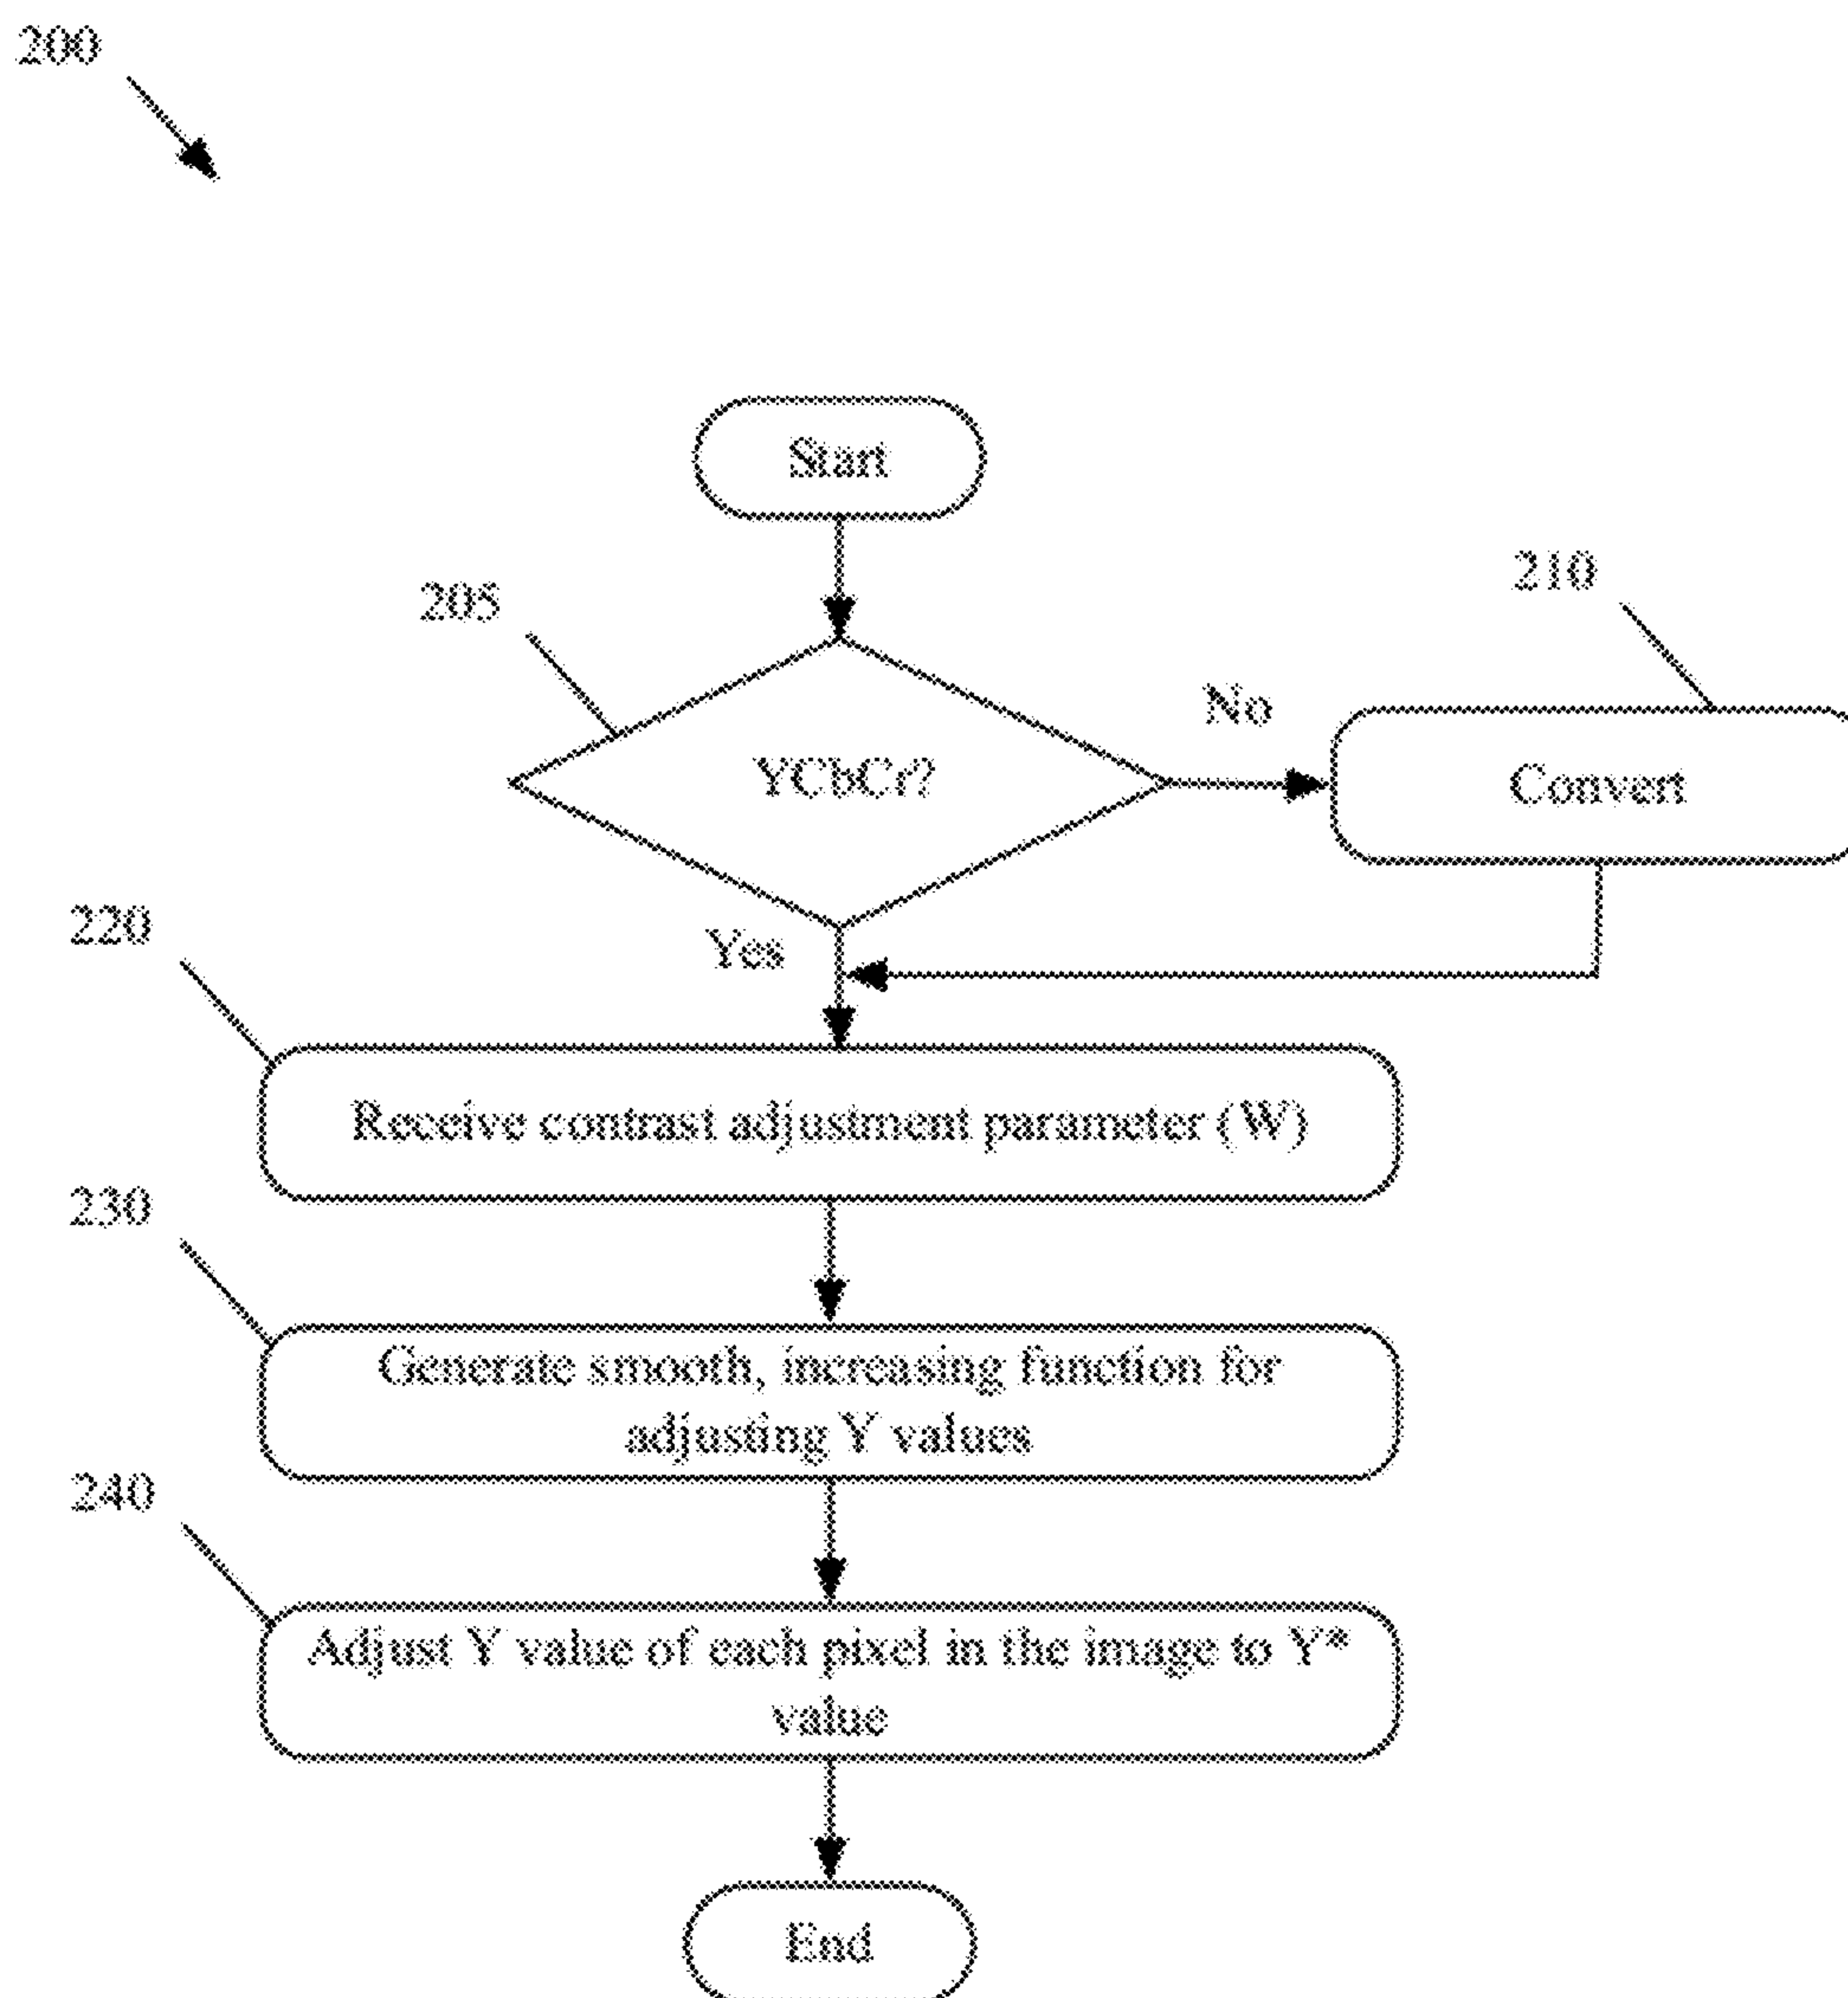 200
Start
205
210
No
YCbCr?
Convert
220
Yes
Receive contrast adjustment parameter (W)
230
Generate smooth, increasing function for
adjusting Y values
240
Adjust Y value of each pixel in the image to Y*
value
End